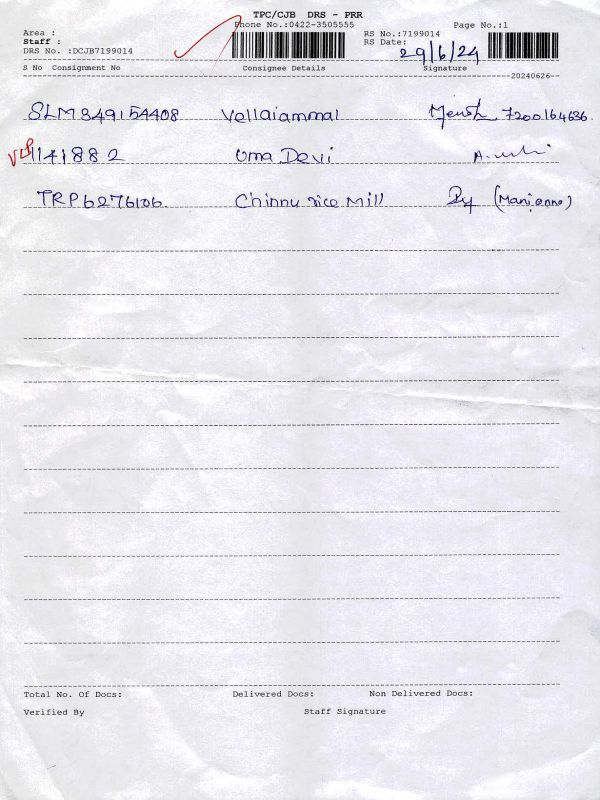 TPC/CJB DRS - PRR
Phone No.:0422-3505555 Page No.:1
Area : RS No.:7199014
Staff : RS Date: 29/6/24
DRS No. :DCJB7199014
S No Consignment No Consignee Details Signature
20240626
SLM849154408 Vellaiammal 7200164636
1141882 Uma Devi
TRP6276106 Chinnu rice Mill
Total No. Of Docs: Delivered Docs: Non Delivered Docs:
Verified By Staff Signature